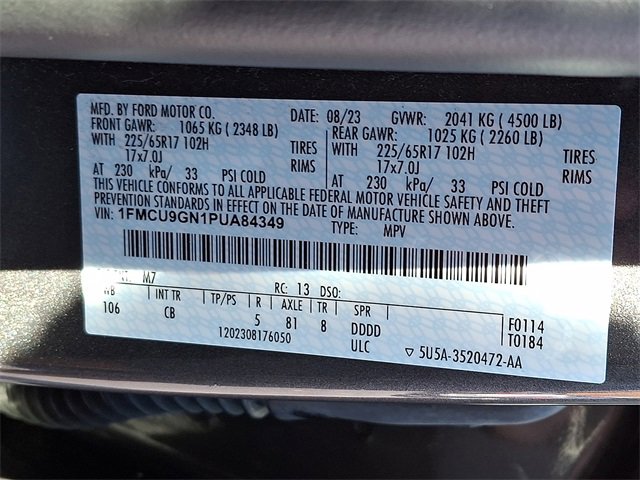 MFD. BY FORD MOTOR CO. DATE: 08/23 GVWR: 2041 KG ( 4500 LB)
FRONT GAWR: 1065 KG ( 2348 LB) REAR GAWR: 1025 KG ( 2260 LB)
WITH 225/65R17 102H TIRES WITH 225/65R17 102H TIRES
17x7.0J RIMS 17x7.0J RIMS
AT 230 kPa/ 33 PSI COLD AT 230 kPa/ 33 PSI COLD
THIS VEHICLE CONFORMS TO ALL APPLICABLE FEDERAL MOTOR VEHICLE SAFETY AND THEFT
PREVENTION STANDARDS IN EFFECT ON THE DATE OF MANUFACTURE SHOWN ABOVE.
VIN: 1FMCU9GN1PUA84349 TYPE: MPV
M7 RC: 13 DSO:
WB INT TR TP/PS R AXLE TR SPR F0114
106 CB 5 81 8 DDDD T0184
1202308176050 ULC ▽ 5U5A-3520472-AA